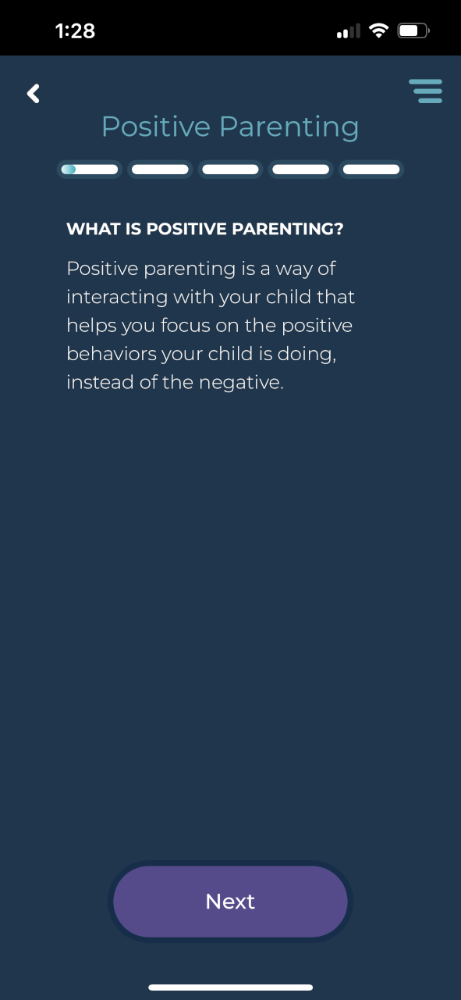 1:28
Positive Parenting
WHAT IS POSITIVE PARENTING?
Positive parenting is a way of
interacting with your child that
helps you focus on the positive
behaviors your child is doing,
instead of the negative.
Next